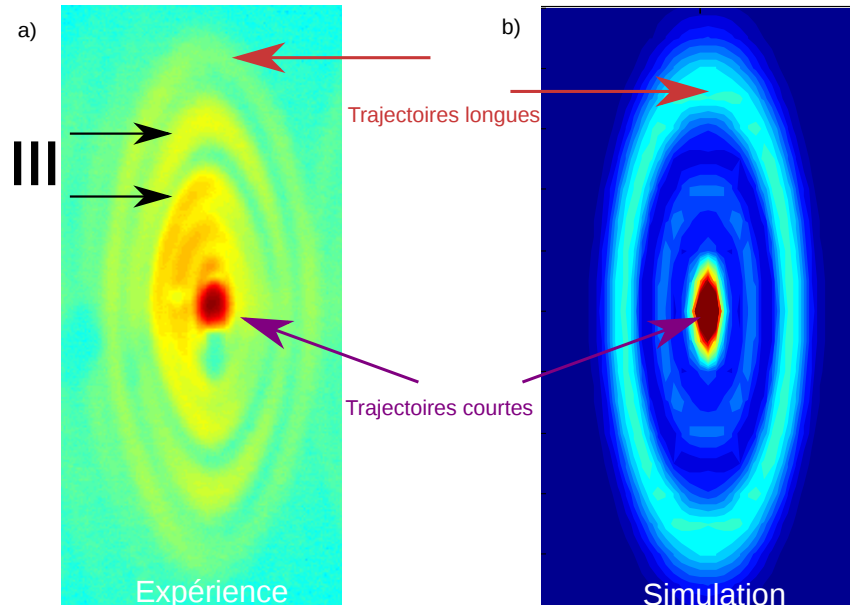 a)
b)
Trajectoires longues
III
Trajectoires courtes
Expérience
Simulation